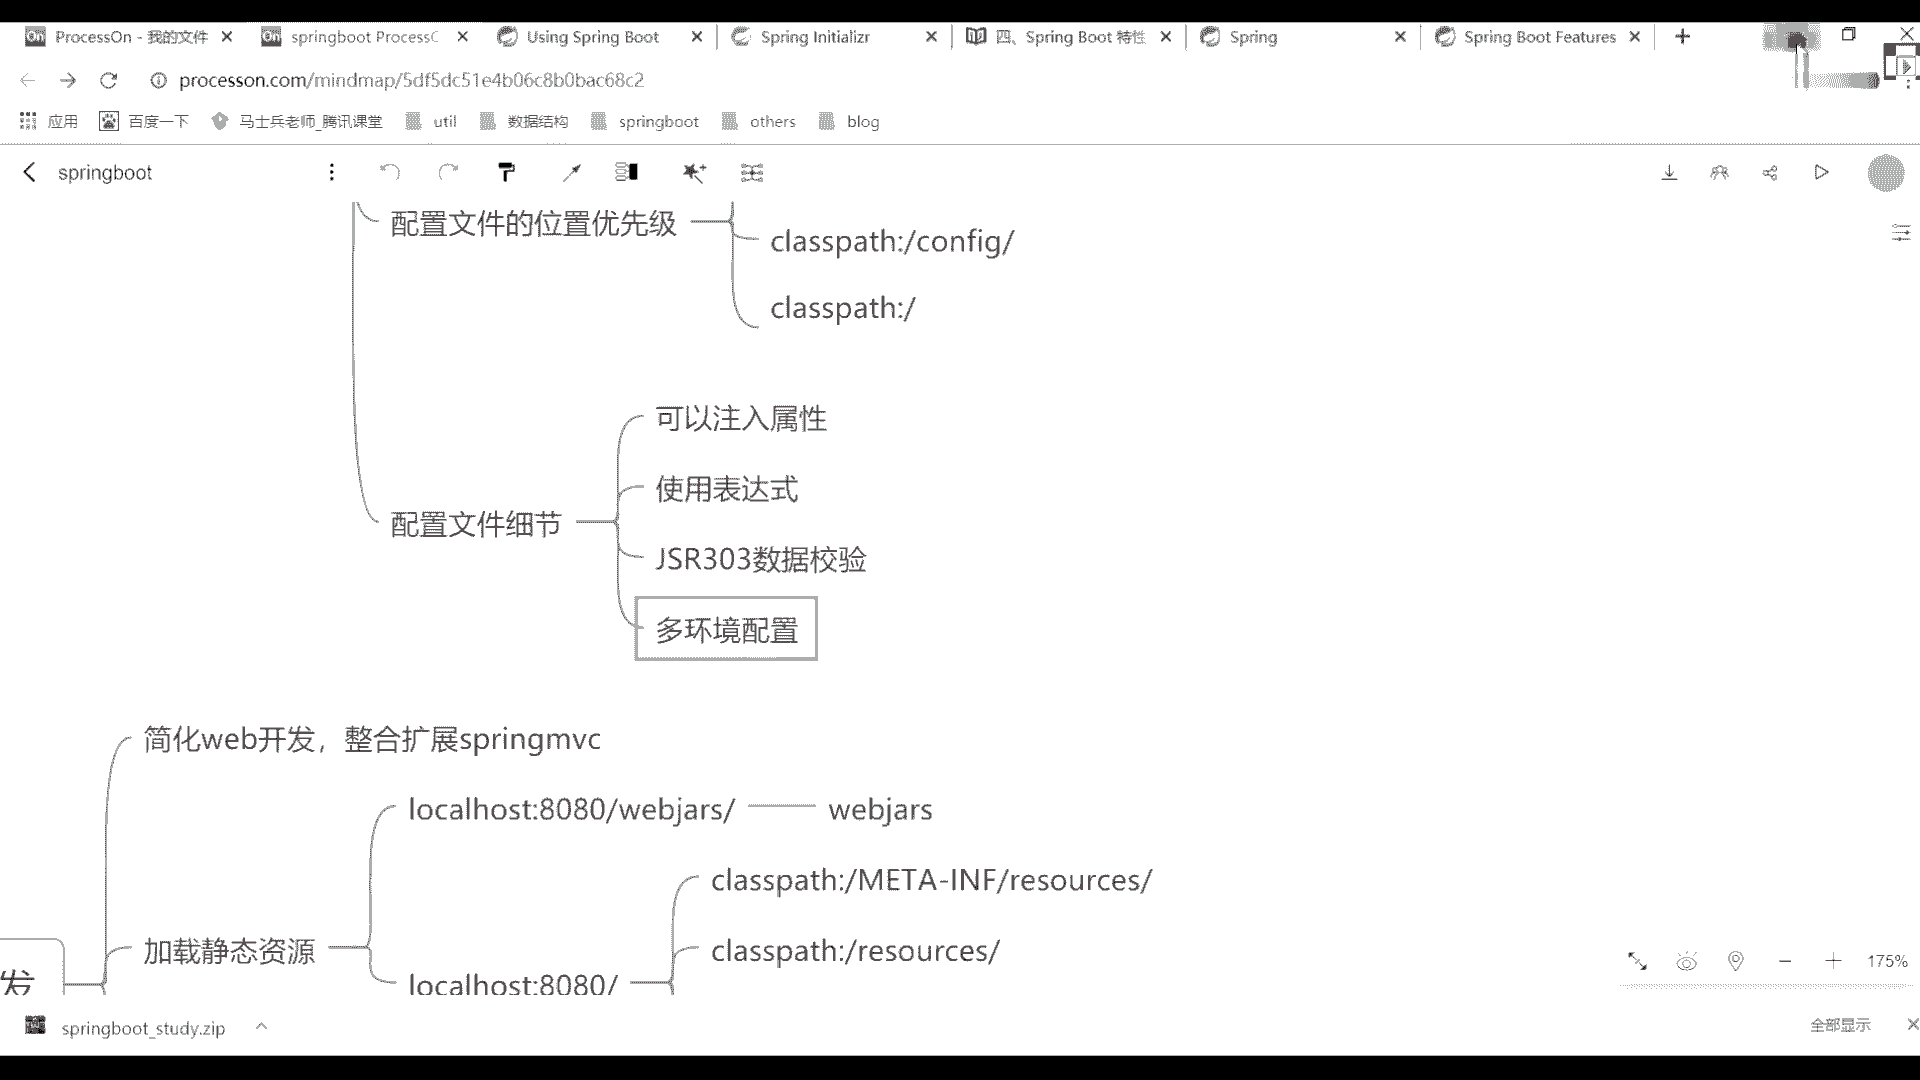 ProcessOn - 我的文件
springboot ProcessC
Using Spring Boot
Spring Initializr
四、Spring Boot 特性
Spring
Spring Boot Features
processon.com/mindmap/5df5dc51e4b06c8b0bac68c2
应用
百度一下
马士兵老师_腾讯课堂
util
数据结构
springboot
others
blog
springboot
配置文件的位置优先级
classpath:/config/
classpath:/
可以注入属性
使用表达式
配置文件细节
JSR303数据校验
多环境配置
简化web开发，整合扩展springmvc
localhost:8080/webjars/
webjars
classpath:/META-INF/resources/
加载静态资源
classpath:/resources/
发
localhost:8080/
175%
springboot_study.zip
全部显示